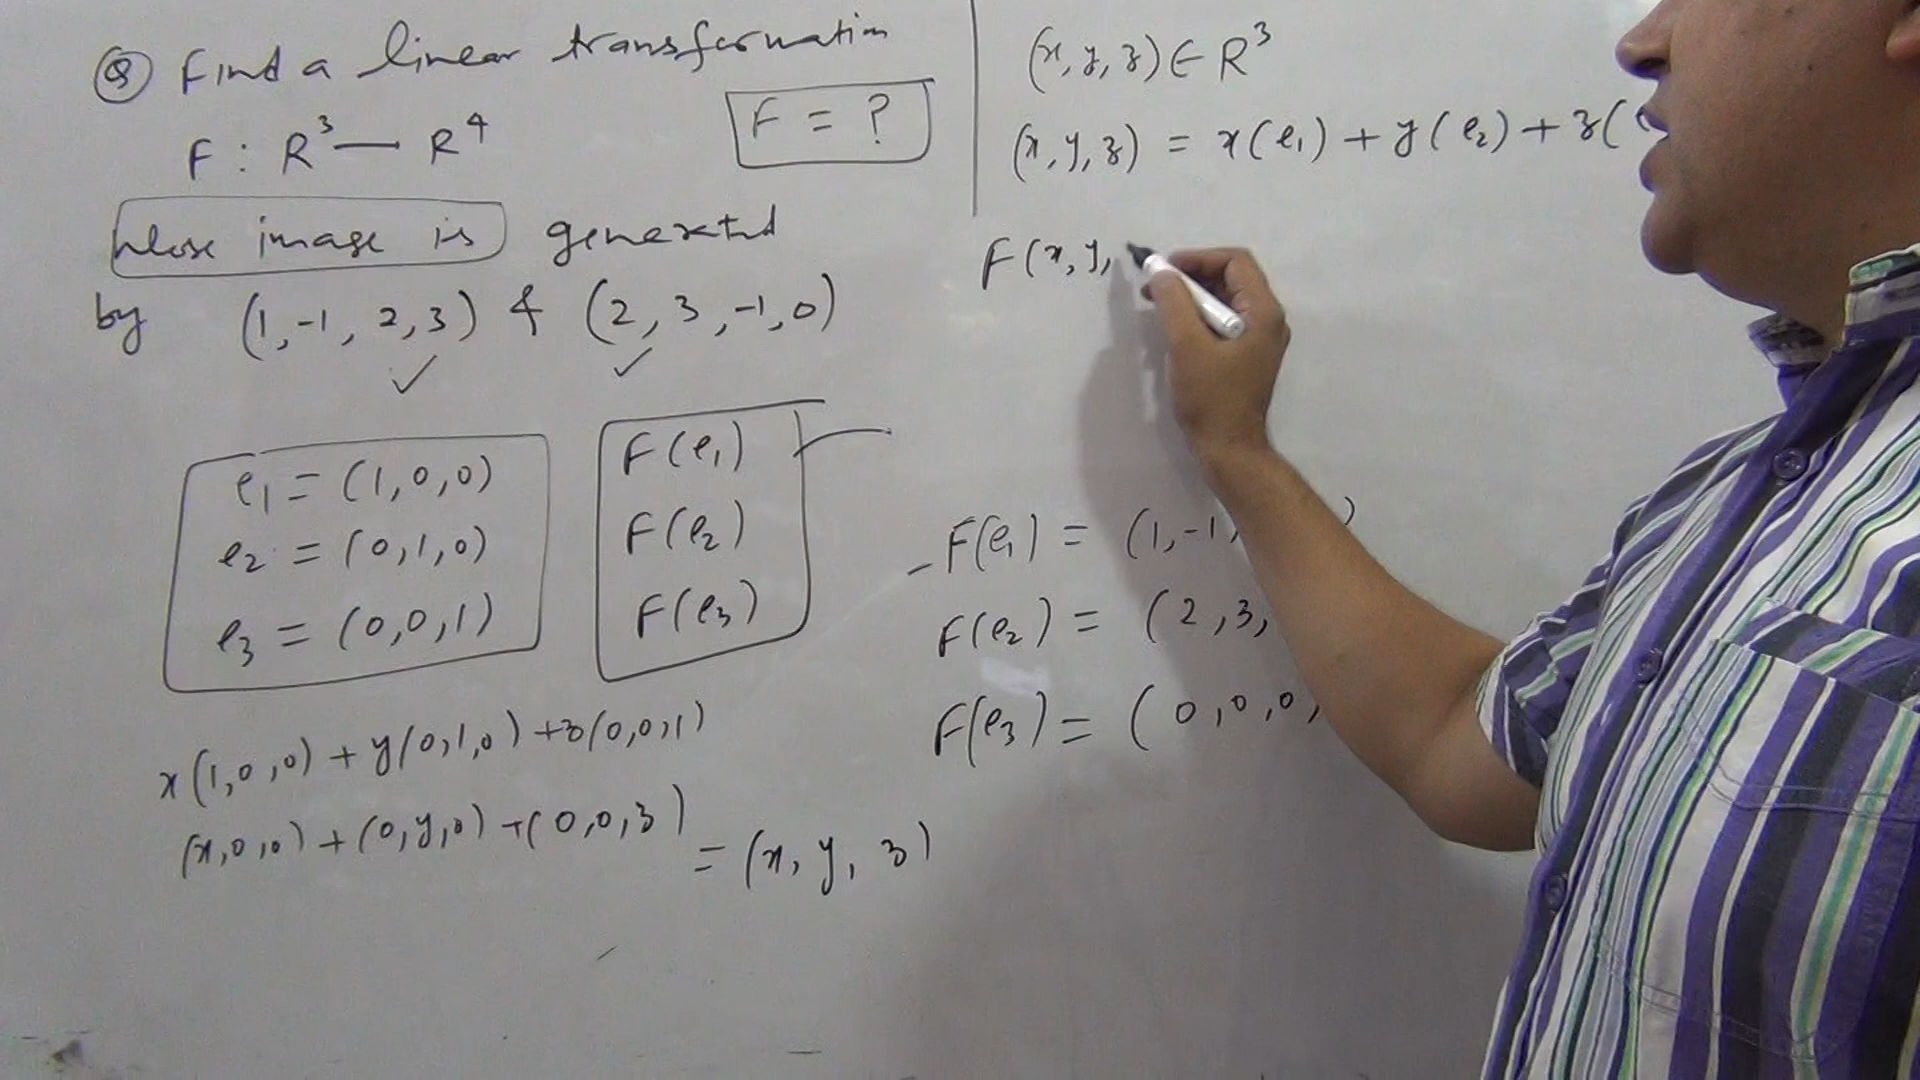 Q Find a linear transformation
F : R³ — R⁴
F = ?
whose image is generated
by (1,-1, 2,3) & (2, 3,-1,0)
e₁ = (1,0,0)
e₂ = (0,1,0)
e₃ = (0,0,1)
F(e₁)
F(e₂)
F(e₃)
x(1,0,0) + y(0,1,0) + z(0,0,1)
(x,0,0) + (0,y,0) + (0,0,z)
= (x, y, z)
(x,y,z) ∈ R³
(x,y,z) = x(e₁) + y(e₂) + z(
F(x,y,
F(e₁) = (1,-1, )
F(e₂) = (2,3,
F(e₃) = (0,0,0,